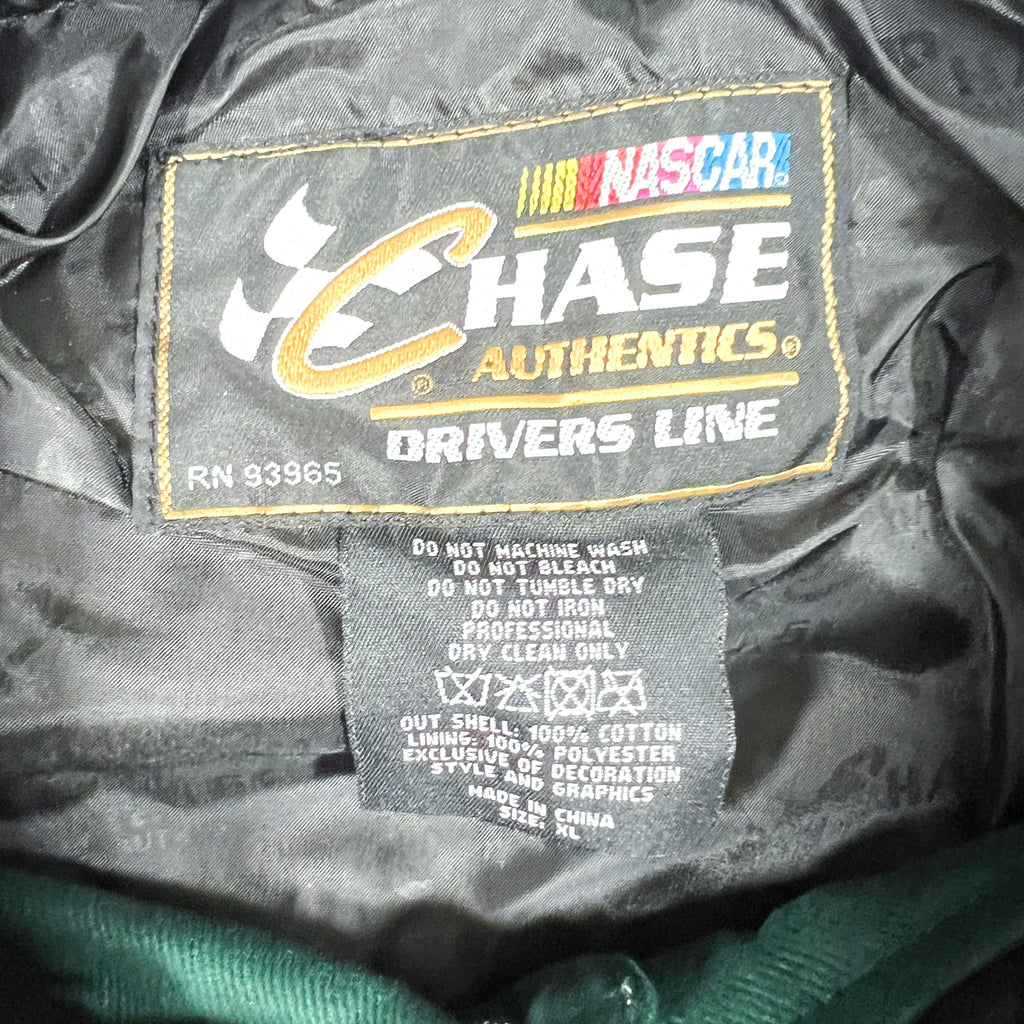 NASCAR
CHASE
AUTHENTICS®
®
DRIVERS LINE
RN 93965
DO NOT MACHINE WASH
DO NOT BLEACH
DO NOT TUMBLE DRY
DO NOT IRON
PROFESSIONAL
DRY CLEAN ONLY
OUT SHELL: 100% COTTON
LINING: 100% POLYESTER
EXCLUSIVE OF DECORATION
STYLE AND GRAPHICS
MADE IN CHINA
SIZE: XL